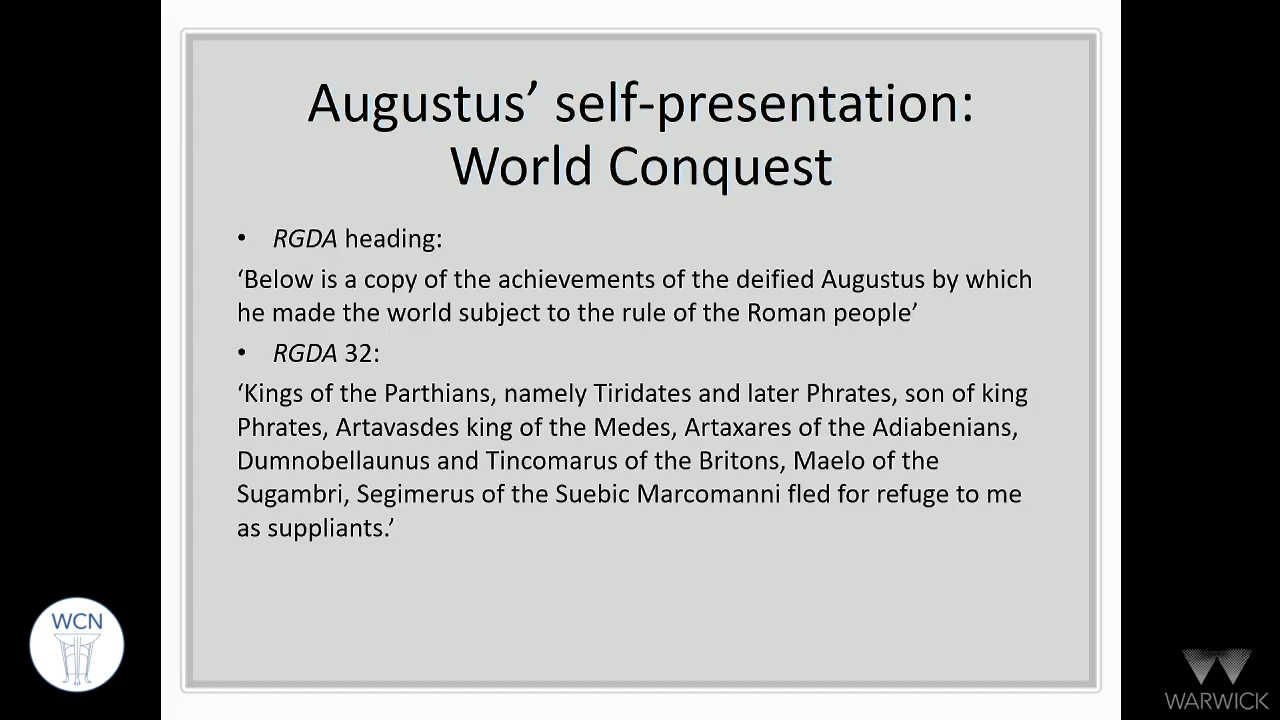 Augustus’ self-presentation:
World Conquest
• RGDA heading:
‘Below is a copy of the achievements of the deified Augustus by which
he made the world subject to the rule of the Roman people’
• RGDA 32:
‘Kings of the Parthians, namely Tiridates and later Phrates, son of king
Phrates, Artavasdes king of the Medes, Artaxares of the Adiabenians,
Dumnobellaunus and Tincomarus of the Britons, Maelo of the
Sugambri, Segimerus of the Suebic Marcomanni fled for refuge to me
as suppliants.’
WCN
WARWICK